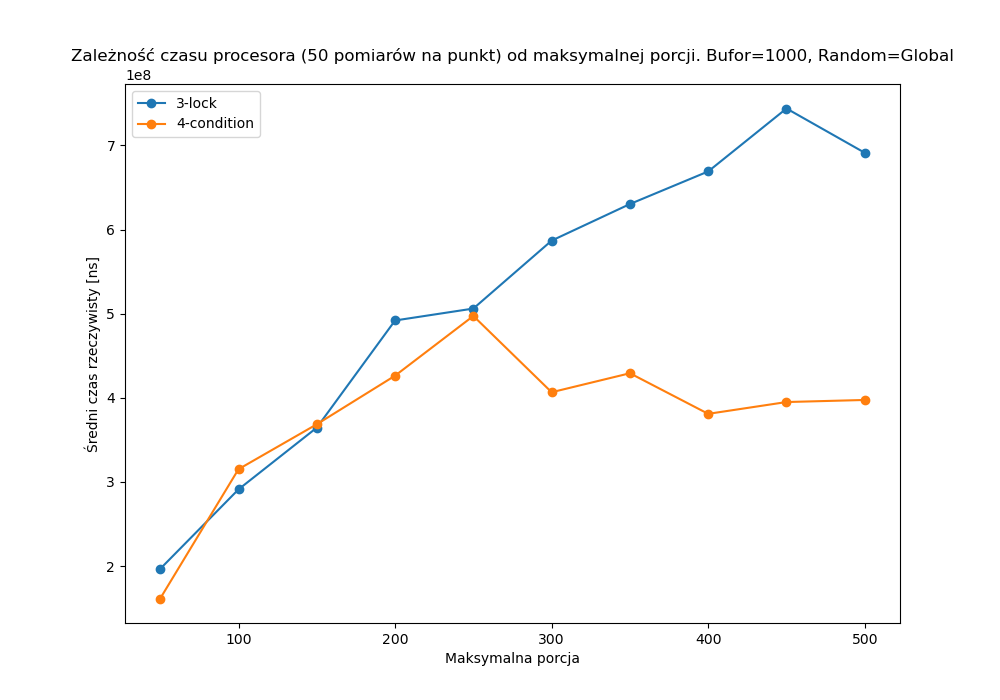 Zależność czasu procesora (50 pomiarów na punkt) od maksymalnej porcji. Bufor=1000, Random=Global
1e8
3-lock
4-condition
7
6
5
4
3
2
Średni czas rzeczywisty [ns]
100 200 300 400 500
Maksymalna porcja